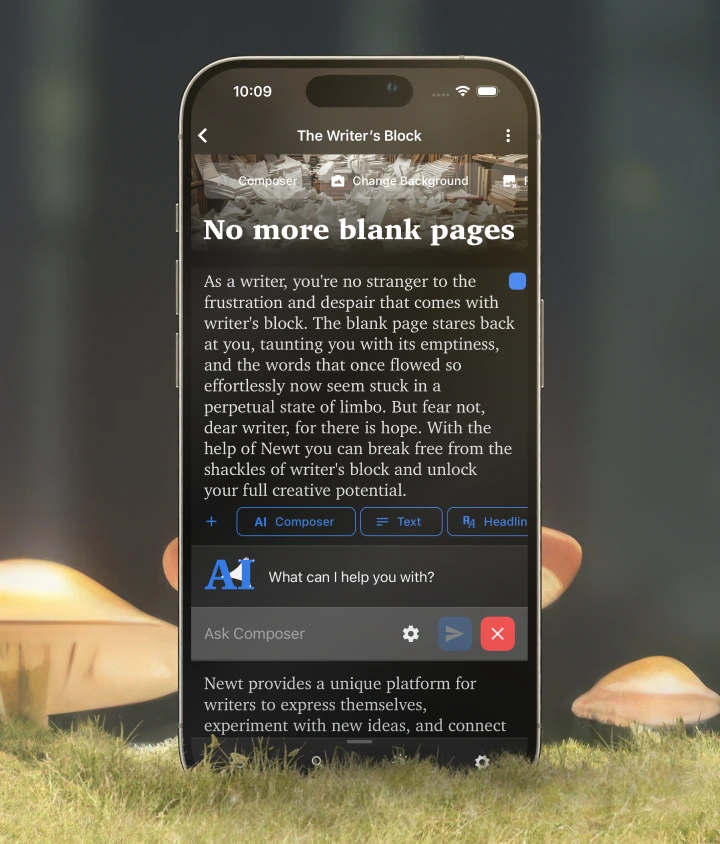 10:09
The Writer's Block
Composer
Change Background
No more blank pages
As a writer, you're no stranger to the
frustration and despair that comes with
writer's block. The blank page stares back
at you, taunting you with its emptiness,
and the words that once flowed so
effortlessly now seem stuck in a
perpetual state of limbo. But fear not,
dear writer, for there is hope. With the
help of Newt you can break free from the
shackles of writer's block and unlock
your full creative potential.
+ AI Composer
Text
Headlin
AI
What can I help you with?
Ask Composer
Newt provides a unique platform for
writers to express themselves,
experiment with new ideas, and connect